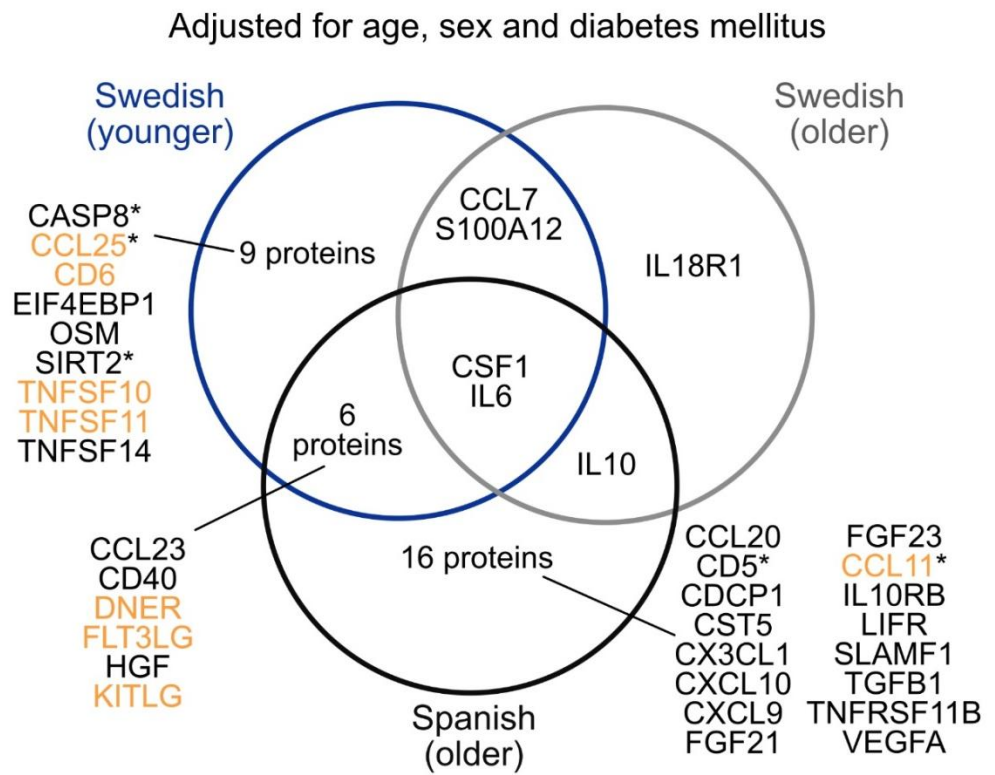 Adjusted for age, sex and diabetes mellitus
Swedish
(younger)
Swedish
(older)
CASP8*
CCL25*
CD6
EIF4EBP1
OSM
SIRT2*
TNFSF10
TNFSF11
TNFSF14
9 proteins
CCL7
S100A12
IL18R1
CSF1
IL6
6
proteins
IL10
CCL23
CD40
DNER
FLT3LG
HGF
KITLG
16 proteins
CCL20
CD5*
CDCP1
CST5
CX3CL1
CXCL10
CXCL9
FGF21
FGF23
CCL11*
IL10RB
LIFR
SLAMF1
TGFB1
TNFRSF11B
VEGFA
Spanish
(older)